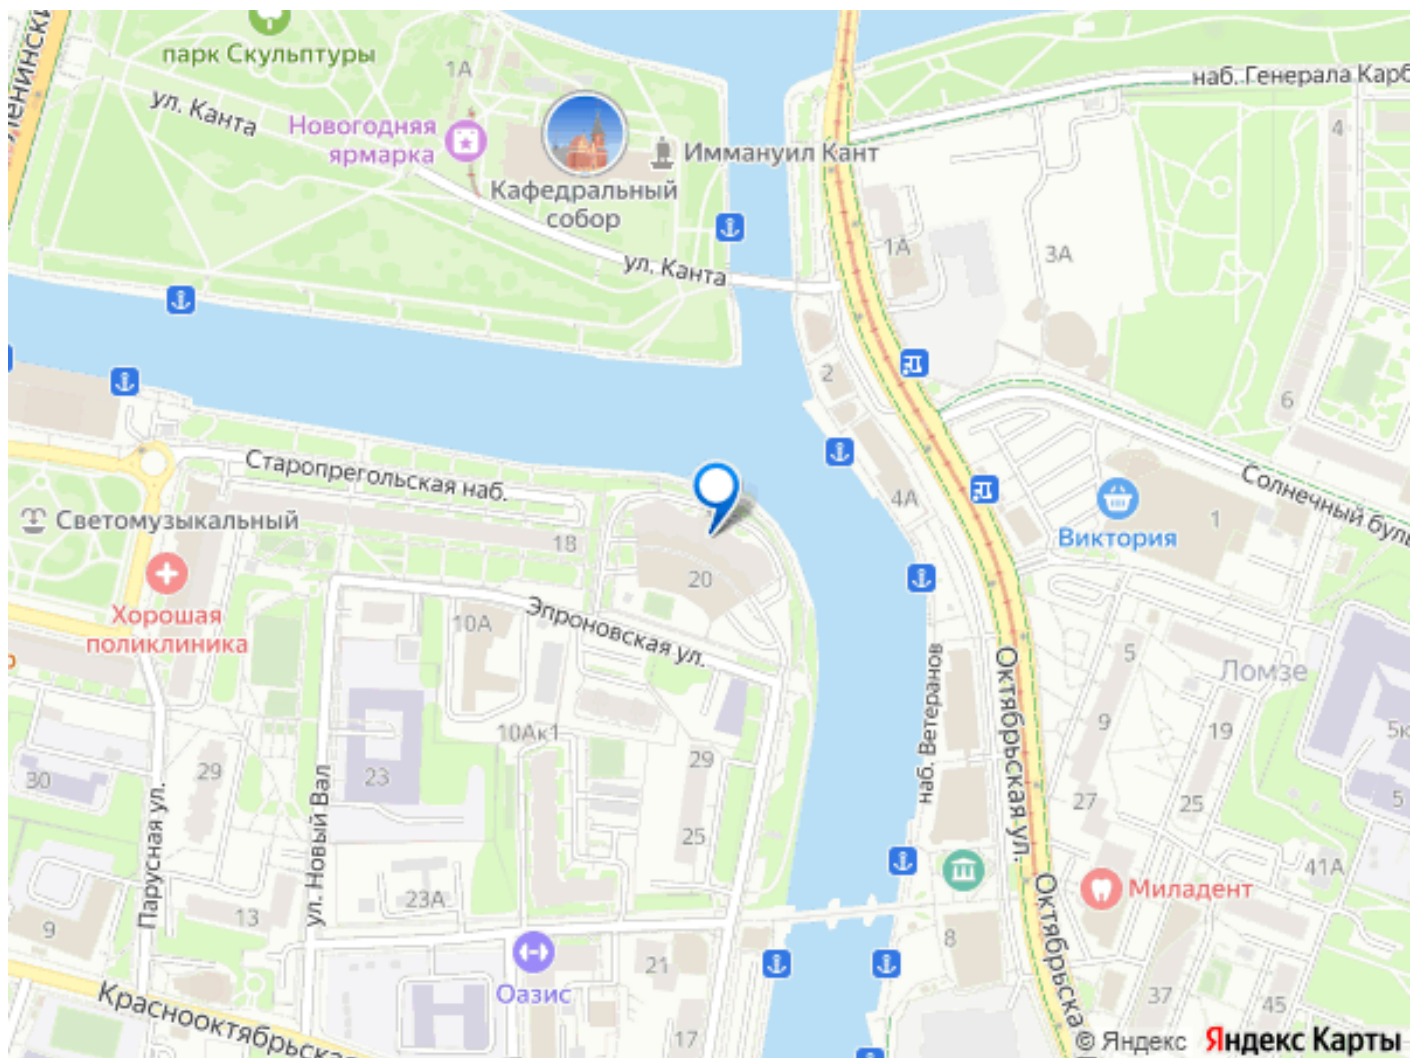 Ленински
парк Скульптуры
ул. Канта
1А
Новогодняя
ярмарка
Иммануил Кант
Кафедральный
собор
ул. Канта
наб. Генерала Карб
4
1А
3А
2
6
4А
Солнечный буль
1
Виктория
Старопрегольская наб.
Светомузыкальный
18
20
Хорошая
поликлиника
10А
Эпроновская ул.
10Ак1
наб. Ветеранов
Октябрьская ул.
5
Ломзе
9
19
5к
5
27
25
41А
30
29
23
29
25
Парусная ул.
ул. Новый Вал
23А
13
9
Миладент
Октябрьска
8
21
Оазис
17
37
45
Краснооктябрьская
© Яндекс Яндекс Карты